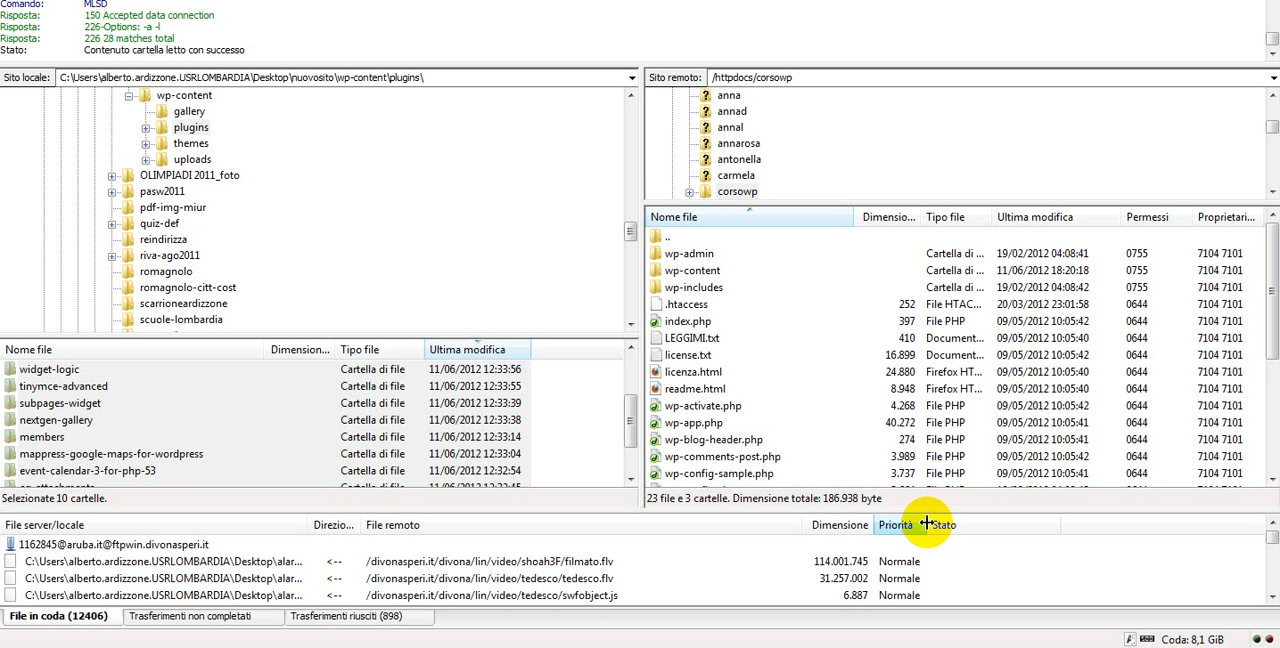 Comando: MLSD
Risposta: 150 Accepted data connection
Risposta: 226-Options: -a -l
Risposta: 226 28 matches total
Stato: Contenuto cartella letto con successo
Sito locale: C:\Users\alberto.ardizzone.USRLOMBARDIA\Desktop\nuovosito\wp-content\plugins\
wp-content
gallery
plugins
themes
uploads
OLIMPIADI 2011_foto
pasw2011
pdf-img-miur
quiz-def
reindirizza
riva-ago2011
romagnolo
romagnolo-citt-cost
scarrioneardizzone
scuole-lombardia
Nome file Dimension... Tipo file Ultima modifica
widget-logic Cartella di file 11/06/2012 12:33:56
tinymce-advanced Cartella di file 11/06/2012 12:33:55
subpages-widget Cartella di file 11/06/2012 12:33:39
nextgen-gallery Cartella di file 11/06/2012 12:33:38
members Cartella di file 11/06/2012 12:33:14
mappress-google-maps-for-wordpress Cartella di file 11/06/2012 12:33:04
event-calendar-3-for-php-53 Cartella di file 11/06/2012 12:32:54
Selezionate 10 cartelle.
Sito remoto: /httpdocs/corsowp
anna
annad
annal
annarosa
antonella
carmela
corsowp
Nome file Dimensio... Tipo file Ultima modifica Permessi Proprietari...
..
wp-admin Cartella di ... 19/02/2012 04:08:41 0755 7104 7101
wp-content Cartella di ... 11/06/2012 18:20:18 0755 7104 7101
wp-includes Cartella di ... 19/02/2012 04:08:42 0755 7104 7101
.htaccess 252 File HTAC... 20/03/2012 23:01:58 0644 7104 7101
index.php 397 File PHP 09/05/2012 10:05:42 0644 7104 7101
LEGGIMI.txt 410 Document... 09/05/2012 10:05:40 0644 7104 7101
license.txt 16.899 Document... 09/05/2012 10:05:42 0644 7104 7101
licenza.html 24.880 Firefox HT... 09/05/2012 10:05:40 0644 7104 7101
readme.html 8.948 Firefox HT... 09/05/2012 10:05:40 0644 7104 7101
wp-activate.php 4.268 File PHP 09/05/2012 10:05:42 0644 7104 7101
wp-app.php 40.272 File PHP 09/05/2012 10:05:41 0644 7104 7101
wp-blog-header.php 274 File PHP 09/05/2012 10:05:41 0644 7104 7101
wp-comments-post.php 3.989 File PHP 09/05/2012 10:05:41 0644 7104 7101
wp-config-sample.php 3.737 File PHP 09/05/2012 10:05:41 0644 7104 7101
23 file e 3 cartelle. Dimensione totale: 186.938 byte
File server/locale Direzio... File remoto Dimensione Priorità Stato
1162845@aruba.it@ftpwin.divonasperi.it
C:\Users\alberto.ardizzone.USRLOMBARDIA\Desktop\alar... <-- /divonasperi.it/divona/lin/video/shoah3F/filmato.flv 114.001.745 Normale
C:\Users\alberto.ardizzone.USRLOMBARDIA\Desktop\alar... <-- /divonasperi.it/divona/lin/video/tedesco/tedesco.flv 31.257.002 Normale
C:\Users\alberto.ardizzone.USRLOMBARDIA\Desktop\alar... <-- /divonasperi.it/divona/lin/video/tedesco/swfobject.js 6.887 Normale
File in coda (12406) Trasferimenti non completati Trasferimenti riusciti (898)
Coda: 8,1 GiB